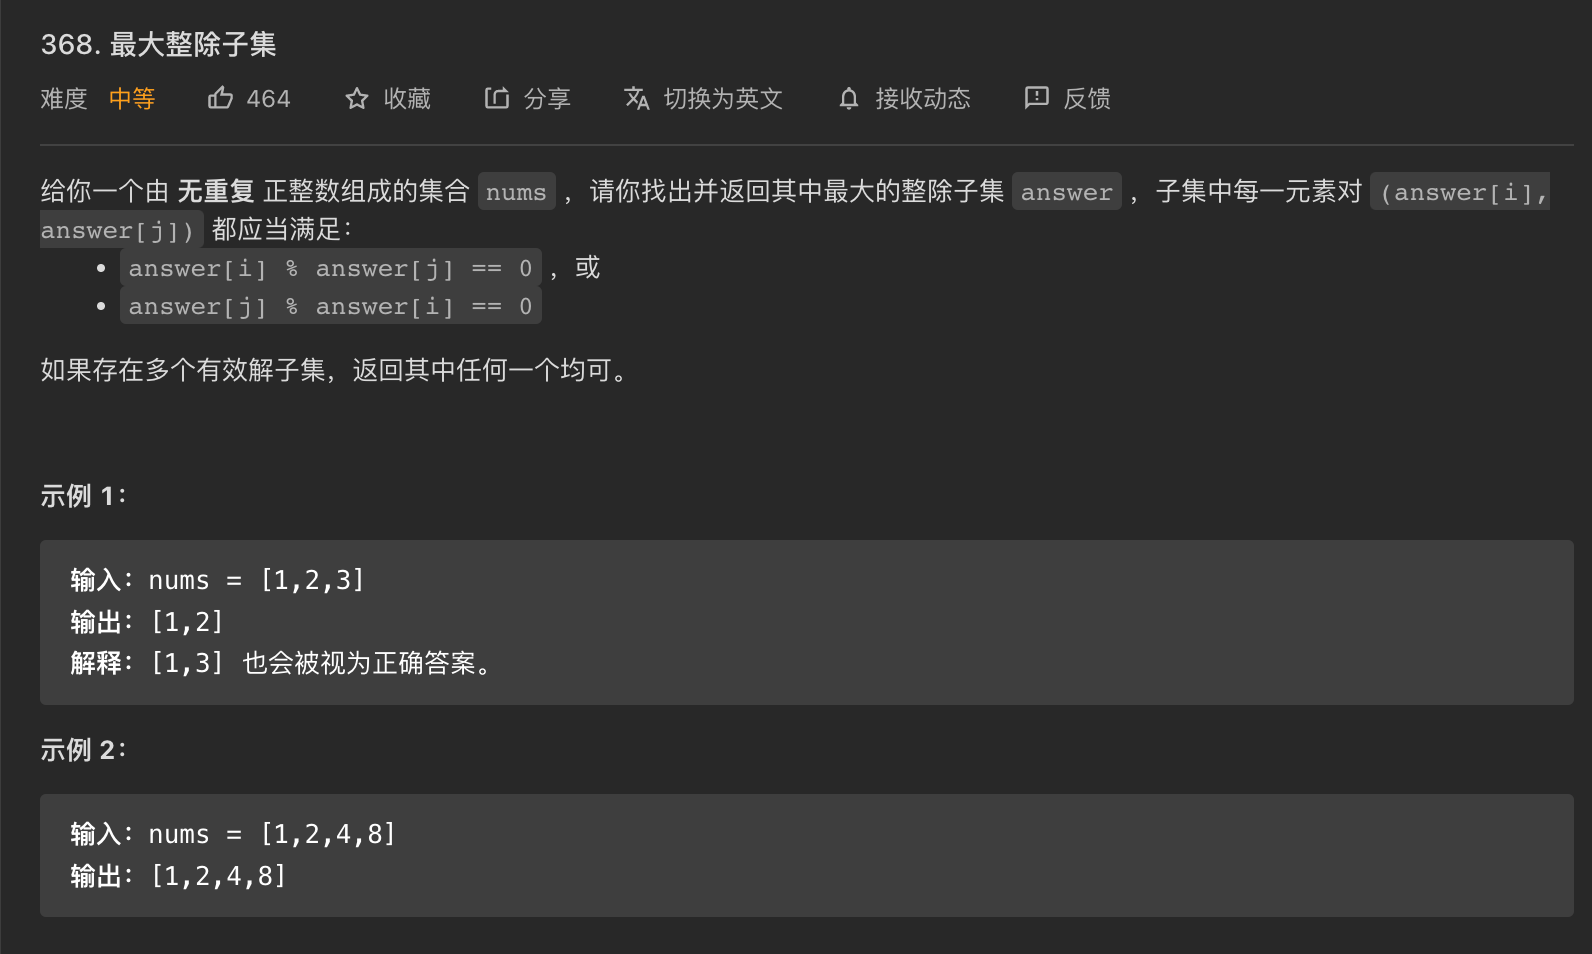 368. 最大整除子集
难度 中等 464 收藏 分享 切换为英文 接收动态 反馈
给你一个由 无重复 正整数组成的集合 nums ，请你找出并返回其中最大的整除子集 answer ，子集中每一元素对 (answer[i],
answer[j]) 都应当满足：
• answer[i] % answer[j] == 0 ，或
• answer[j] % answer[i] == 0
如果存在多个有效解子集，返回其中任何一个均可。
示例 1：
输入：nums = [1,2,3]
输出：[1,2]
解释：[1,3] 也会被视为正确答案。
示例 2：
输入：nums = [1,2,4,8]
输出：[1,2,4,8]